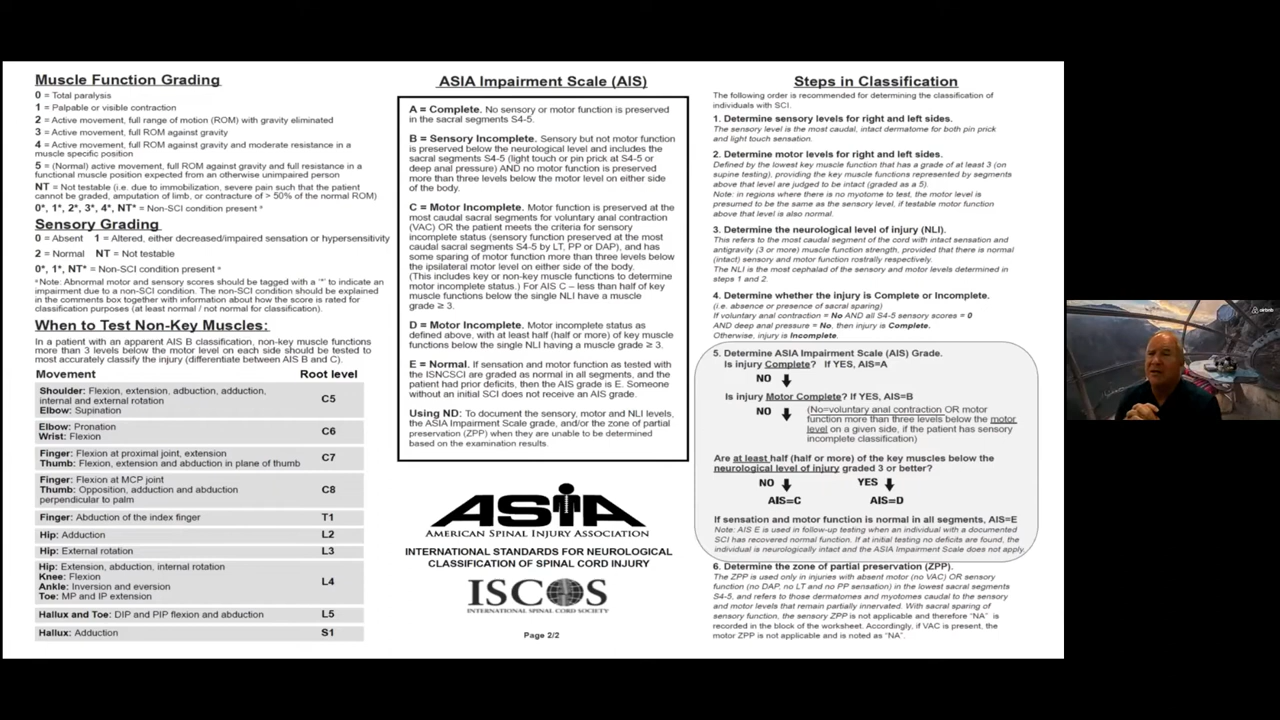 Muscle Function Grading
0 = Total paralysis
1 = Palpable or visible contraction
2 = Active movement, full range of motion (ROM) with gravity eliminated
3 = Active movement, full ROM against gravity
4 = Active movement, full ROM against gravity and moderate resistance in a
muscle specific position
5 = (Normal) active movement, full ROM against gravity and full resistance in a
functional muscle position expected from an otherwise unimpaired person
NT = Not testable (i.e. due to immobilization, severe pain such that the patient
cannot be graded, amputation of limb, or contracture of > 50% of the normal ROM)
0*, 1*, 2*, 3*, 4*, NT* = Non-SCI condition present ª
Sensory Grading
0 = Absent 1 = Altered, either decreased/impaired sensation or hypersensitivity
2 = Normal NT = Not testable
0*, 1*, NT* = Non-SCI condition present ª
ª Note: Abnormal motor and sensory scores should be tagged with a '*' to indicate an
impairment due to a non-SCI condition. The non-SCI condition should be explained
in the comments box together with information about how the score is rated for
classification purposes (at least normal / not normal for classification).
When to Test Non-Key Muscles:
In a patient with an apparent AIS B classification, non-key muscle functions
more than 3 levels below the motor level on each side should be tested to
most accurately classify the injury (differentiate between AIS B and C).
Movement Root level
Shoulder: Flexion, extension, adbuction, adduction,
internal and external rotation
Elbow: Supination
C5
Elbow: Pronation
Wrist: Flexion
C6
Finger: Flexion at proximal joint, extension
Thumb: Flexion, extension and abduction in plane of thumb
C7
Finger: Flexion at MCP joint
Thumb: Opposition, adduction and abduction
perpendicular to palm
C8
Finger: Abduction of the index finger T1
Hip: Adduction L2
Hip: External rotation L3
Hip: Extension, abduction, internal rotation
Knee: Flexion
Ankle: Inversion and eversion
Toe: MP and IP extension
L4
Hallux and Toe: DIP and PIP flexion and abduction L5
Hallux: Adduction S1
ASIA Impairment Scale (AIS)
A = Complete. No sensory or motor function is preserved
in the sacral segments S4-5.
B = Sensory Incomplete. Sensory but not motor function
is preserved below the neurological level and includes the
sacral segments S4-5 (light touch or pin prick at S4-5 or
deep anal pressure) AND no motor function is preserved
more than three levels below the motor level on either side
of the body.
C = Motor Incomplete. Motor function is preserved at the
most caudal sacral segments for voluntary anal contraction
(VAC) OR the patient meets the criteria for sensory
incomplete status (sensory function preserved at the most
caudal sacral segments S4-5 by LT, PP or DAP), and has
some sparing of motor function more than three levels below
the ipsilateral motor level on either side of the body.
(This includes key or non-key muscle functions to determine
motor incomplete status.) For AIS C – less than half of key
muscle functions below the single NLI have a muscle
grade ≥ 3.
D = Motor Incomplete. Motor incomplete status as
defined above, with at least half (half or more) of key muscle
functions below the single NLI having a muscle grade ≥ 3.
E = Normal. If sensation and motor function as tested with
the ISNCSCI are graded as normal in all segments, and the
patient had prior deficits, then the AIS grade is E. Someone
without an initial SCI does not receive an AIS grade.
Using ND: To document the sensory, motor and NLI levels,
the ASIA Impairment Scale grade, and/or the zone of partial
preservation (ZPP) when they are unable to be determined
based on the examination results.
ASIA
AMERICAN SPINAL INJURY ASSOCIATION
INTERNATIONAL STANDARDS FOR NEUROLOGICAL
CLASSIFICATION OF SPINAL CORD INJURY
ISCOS
INTERNATIONAL SPINAL CORD SOCIETY
Page 2/2
Steps in Classification
The following order is recommended for determining the classification of
individuals with SCI.
1. Determine sensory levels for right and left sides.
The sensory level is the most caudal, intact dermatome for both pin prick
and light touch sensation.
2. Determine motor levels for right and left sides.
Defined by the lowest key muscle function that has a grade of at least 3 (on
supine testing), providing the key muscle functions represented by segments
above that level are judged to be intact (graded as a 5).
Note: in regions where there is no myotome to test, the motor level is
presumed to be the same as the sensory level, if testable motor function
above that level is also normal.
3. Determine the neurological level of injury (NLI).
This refers to the most caudal segment of the cord with intact sensation and
antigravity (3 or more) muscle function strength, provided that there is normal
(intact) sensory and motor function rostrally respectively.
The NLI is the most cephalad of the sensory and motor levels determined in
steps 1 and 2.
4. Determine whether the injury is Complete or Incomplete.
(i.e. absence or presence of sacral sparing)
If voluntary anal contraction = No AND all S4-5 sensory scores = 0
AND deep anal pressure = No, then injury is Complete.
Otherwise, injury is Incomplete.
5. Determine ASIA Impairment Scale (AIS) Grade.
Is injury Complete? If YES, AIS=A
NO
Is injury Motor Complete? If YES, AIS=B
NO
(No=voluntary anal contraction OR motor
function more than three levels below the motor
level on a given side, if the patient has sensory
incomplete classification)
Are at least half (half or more) of the key muscles below the
neurological level of injury graded 3 or better?
NO YES
AIS=C AIS=D
If sensation and motor function is normal in all segments, AIS=E
Note: AIS E is used in follow-up testing when an individual with a documented
SCI has recovered normal function. If at initial testing no deficits are found, the
individual is neurologically intact and the ASIA Impairment Scale does not apply.
6. Determine the zone of partial preservation (ZPP).
The ZPP is used only in injuries with absent motor (no VAC) OR sensory
function (no DAP, no LT and no PP sensation) in the lowest sacral segments
S4-5, and refers to those dermatomes and myotomes caudal to the sensory
and motor levels that remain partially innervated. With sacral sparing of
sensory function, the sensory ZPP is not applicable and therefore "NA" is
recorded in the block of the worksheet. Accordingly, if VAC is present, the
motor ZPP is not applicable and is noted as "NA".
airbnb